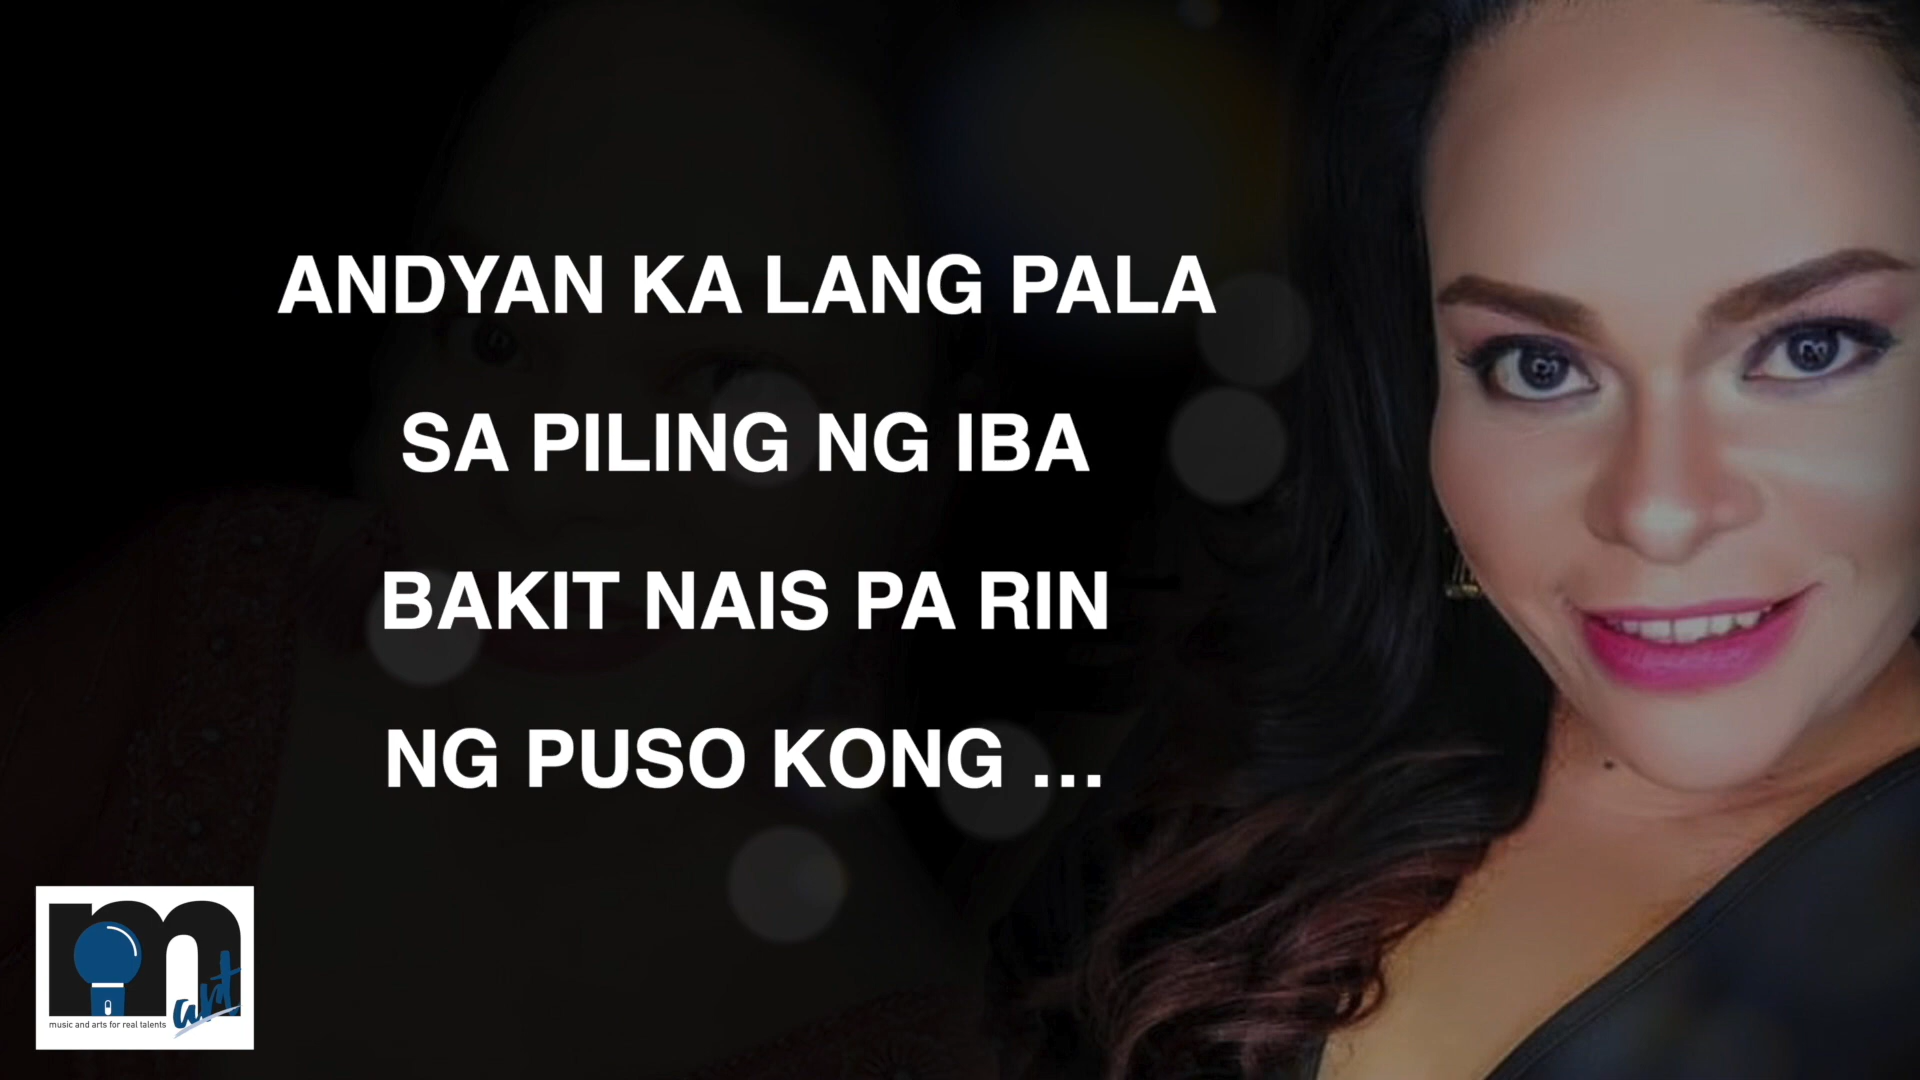 ANDYAN KA LANG PALA
SA PILING NG IBA
BAKIT NAIS PA RIN
NG PUSO KONG ...
m
art
music and arts for real talents